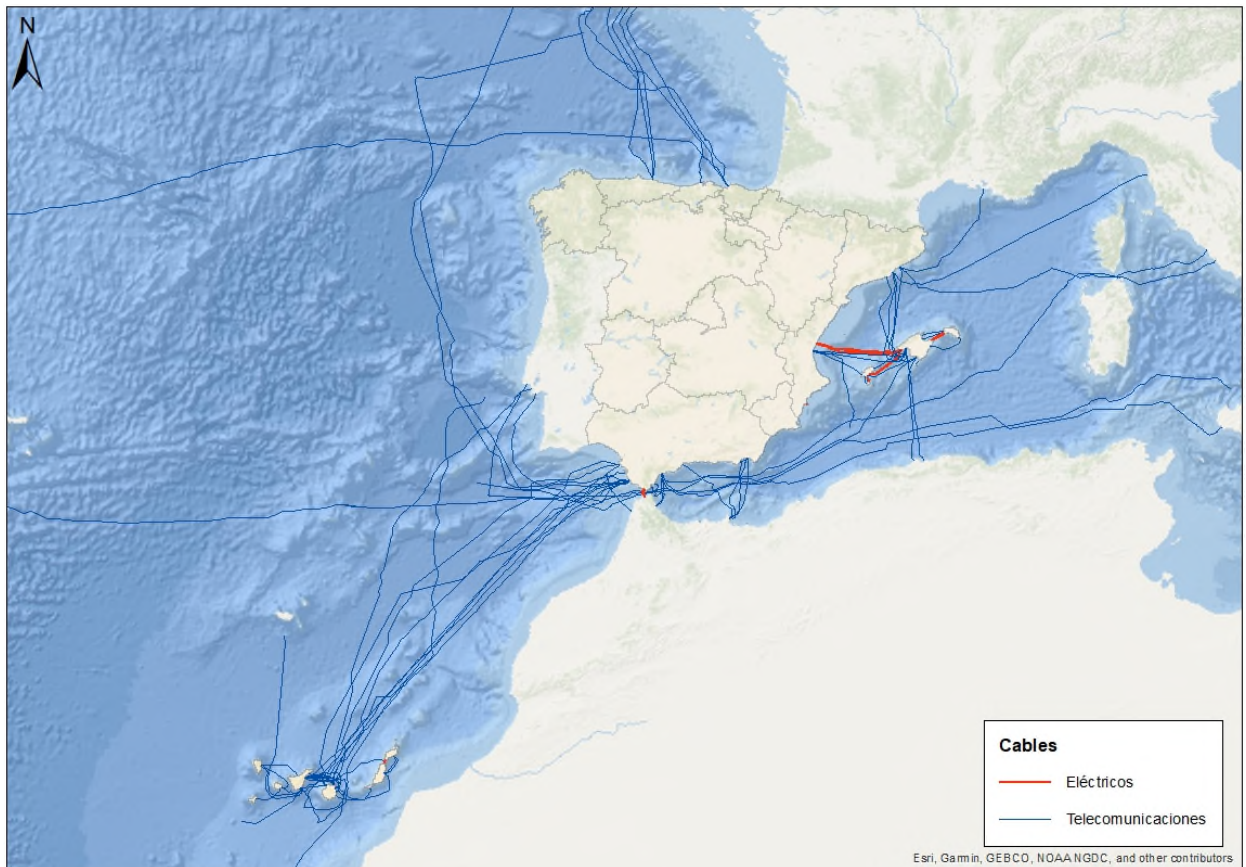 N
Cables
Eléctricos
Telecomunicaciones
Esri, Garmin, GEBCO, NOAA NGDC, and other contributors